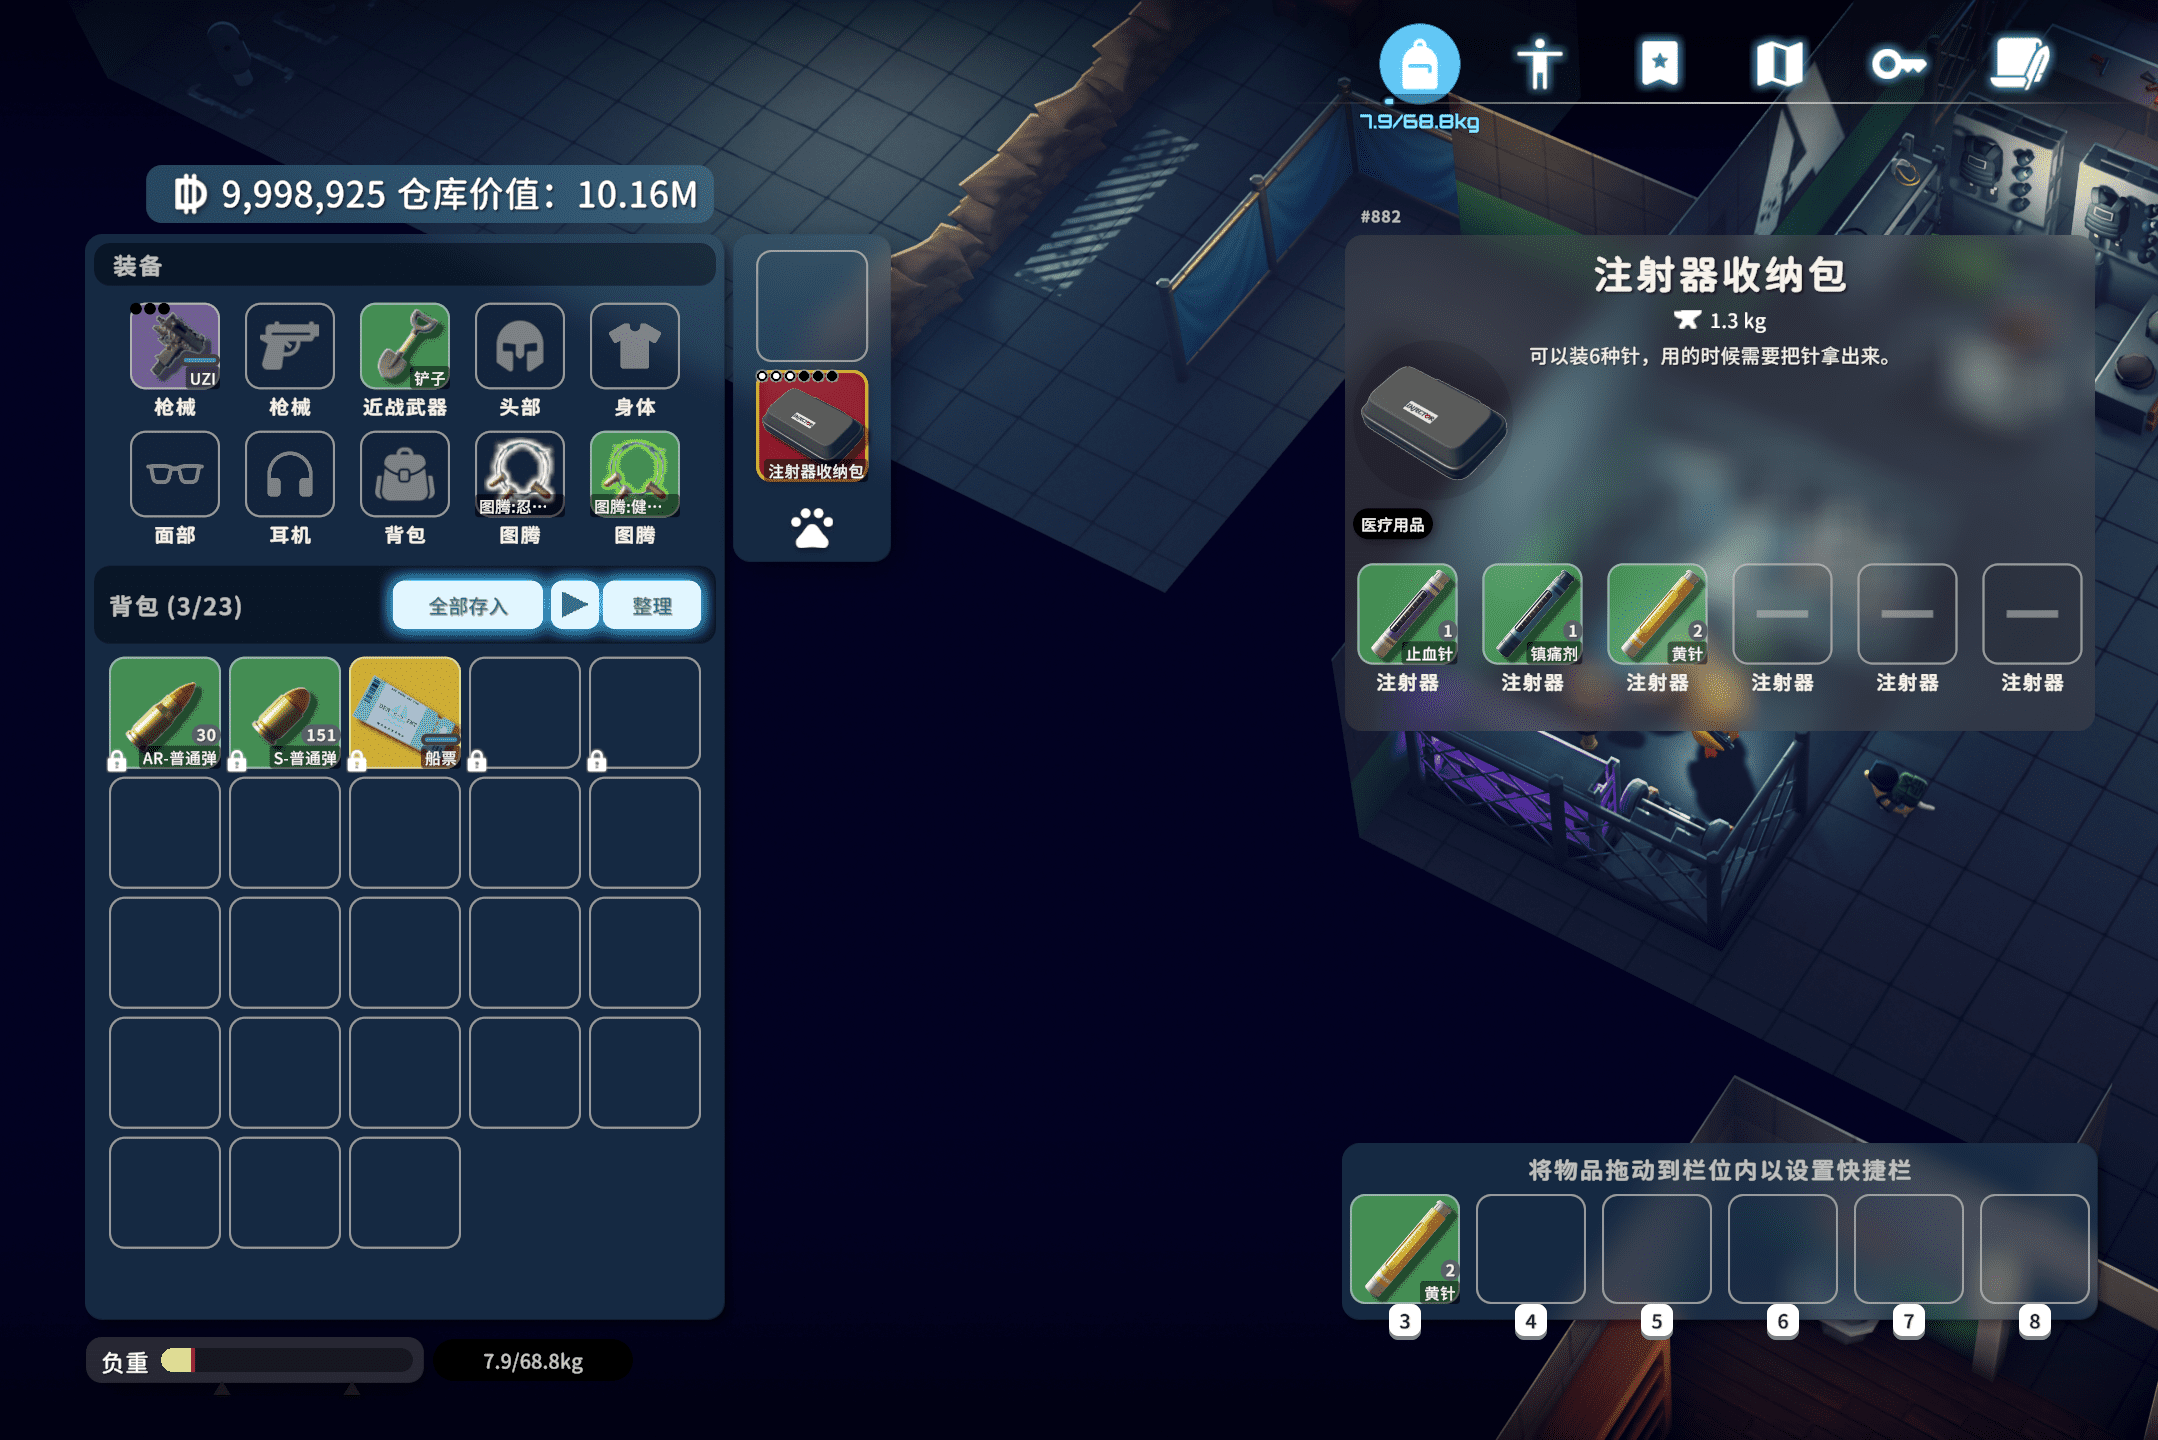 7.9/68.8kg
9,998,925 仓库价值：10.16M
#882
装备
UZI
铲子
枪械
枪械
近战武器
头部
身体
图腾:忍…
图腾:健…
面部
耳机
背包
图腾
图腾
注射器收纳包
背包 (3/23)
全部存入
整理
30
AR-普通弹
151
S-普通弹
船票
注射器收纳包
1.3 kg
可以装6种针，用的时候需要把针拿出来。
INJECTOR
医疗用品
1
止血针
1
镇痛剂
2
黄针
注射器
注射器
注射器
注射器
注射器
注射器
将物品拖动到栏位内以设置快捷栏
2
黄针
3
4
5
6
7
8
负重
7.9/68.8kg